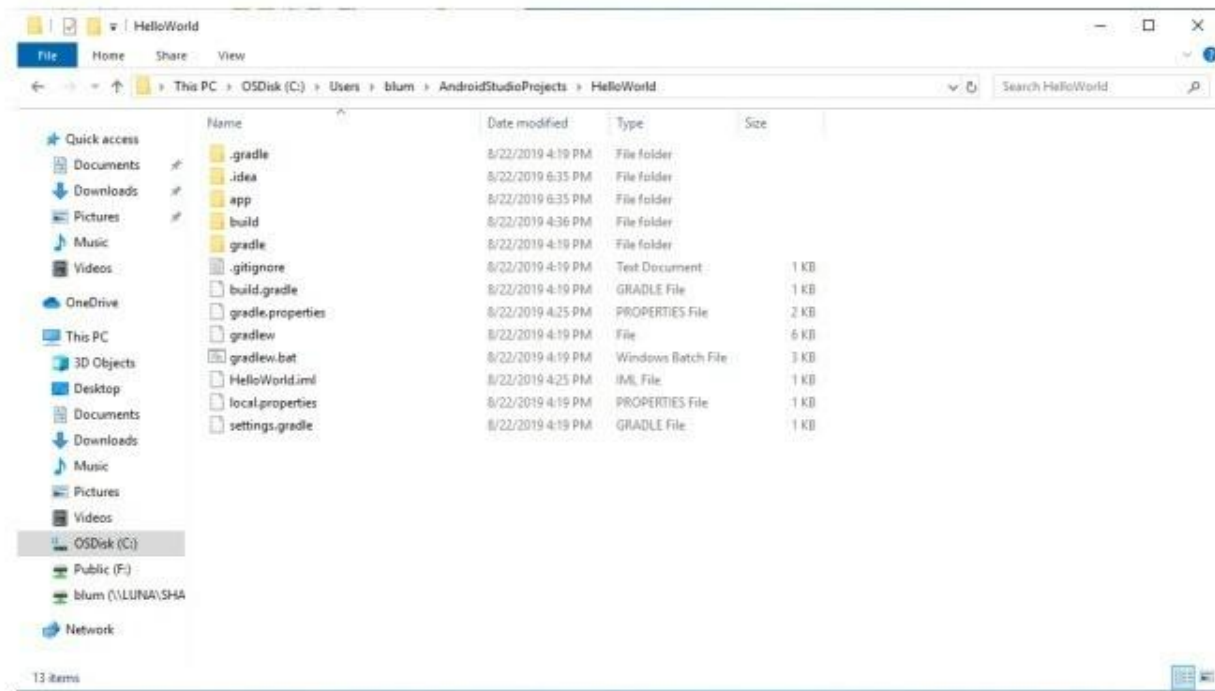 HelloWorld
File Home Share View
This PC › OSDisk (C:) › Users › blum › AndroidStudioProjects › HelloWorld Search HelloWorld
Name Date modified Type Size
Quick access
Documents
Downloads
Pictures
Music
Videos
OneDrive
This PC
3D Objects
Desktop
Documents
Downloads
Music
Pictures
Videos
OSDisk (C:)
Public (F:)
blum (\\LUNA\SHA
Network
.gradle 8/22/2019 4:19 PM File folder
.idea 8/22/2019 6:35 PM File folder
app 8/22/2019 6:35 PM File folder
build 8/22/2019 4:36 PM File folder
gradle 8/22/2019 4:19 PM File folder
.gitignore 8/22/2019 4:19 PM Text Document 1 KB
build.gradle 8/22/2019 4:19 PM GRADLE File 1 KB
gradle.properties 8/22/2019 4:25 PM PROPERTIES File 2 KB
gradlew 8/22/2019 4:19 PM File 6 KB
gradlew.bat 8/22/2019 4:19 PM Windows Batch File 3 KB
HelloWorld.iml 8/22/2019 4:25 PM IML File 1 KB
local.properties 8/22/2019 4:19 PM PROPERTIES File 1 KB
settings.gradle 8/22/2019 4:19 PM GRADLE File 1 KB
13 items